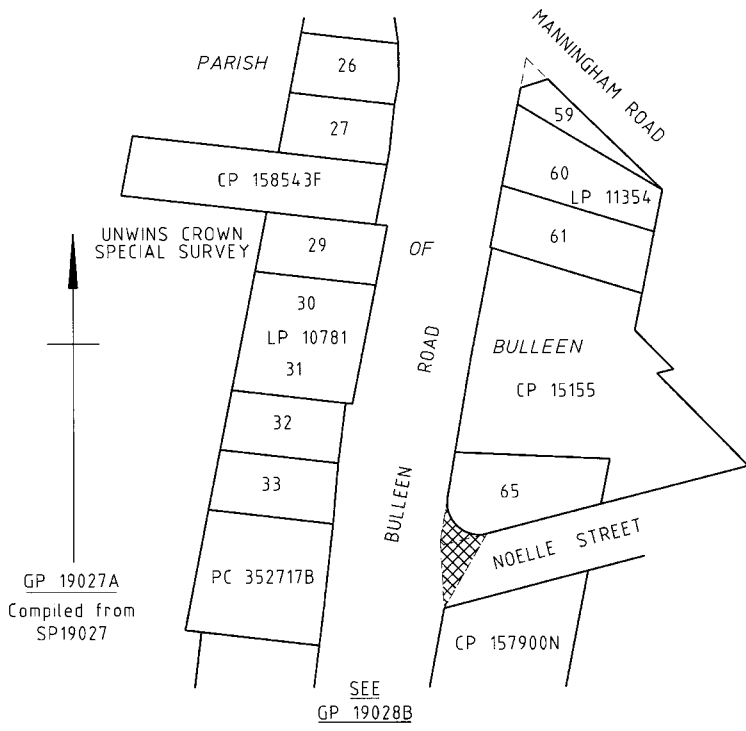 MANNINGHAM ROAD
PARISH
26
27
59
60
LP 11354
CP 158543F
UNWINS CROWN
SPECIAL SURVEY
29
OF
61
30
LP 10781
31
ROAD
BULLEEN
CP 15155
32
33
65
BULLEEN
NOELLE STREET
PC 352717B
GP 19027A
Compiled from
SP19027
CP 157900N
SEE
GP 19028B